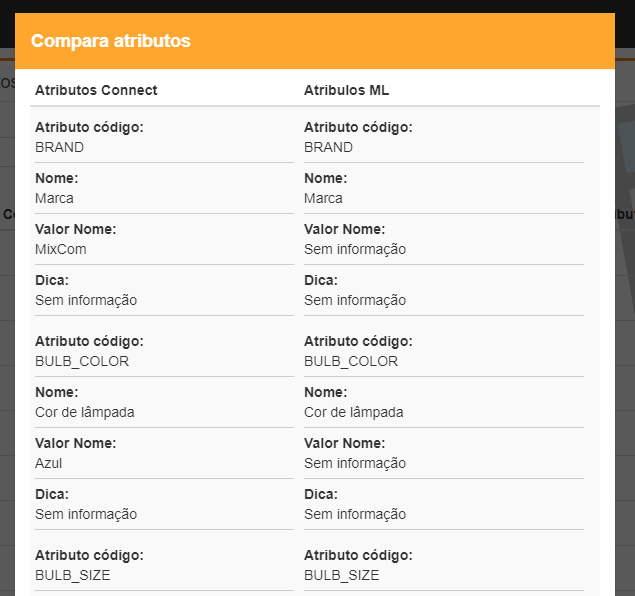 Compara atributos
Atributos Connect
Atribulos ML
Atributo código:
BRAND
Atributo código:
BRAND
Nome:
Marca
Nome:
Marca
Valor Nome:
MixCom
Valor Nome:
Sem informação
Dica:
Sem informação
Dica:
Sem informação
Atributo código:
BULB_COLOR
Atributo código:
BULB_COLOR
Nome:
Cor de lâmpada
Nome:
Cor de lâmpada
Valor Nome:
Azul
Valor Nome:
Sem informação
Dica:
Sem informação
Dica:
Sem informação
Atributo código:
BULB_SIZE
Atributo código:
BULB_SIZE